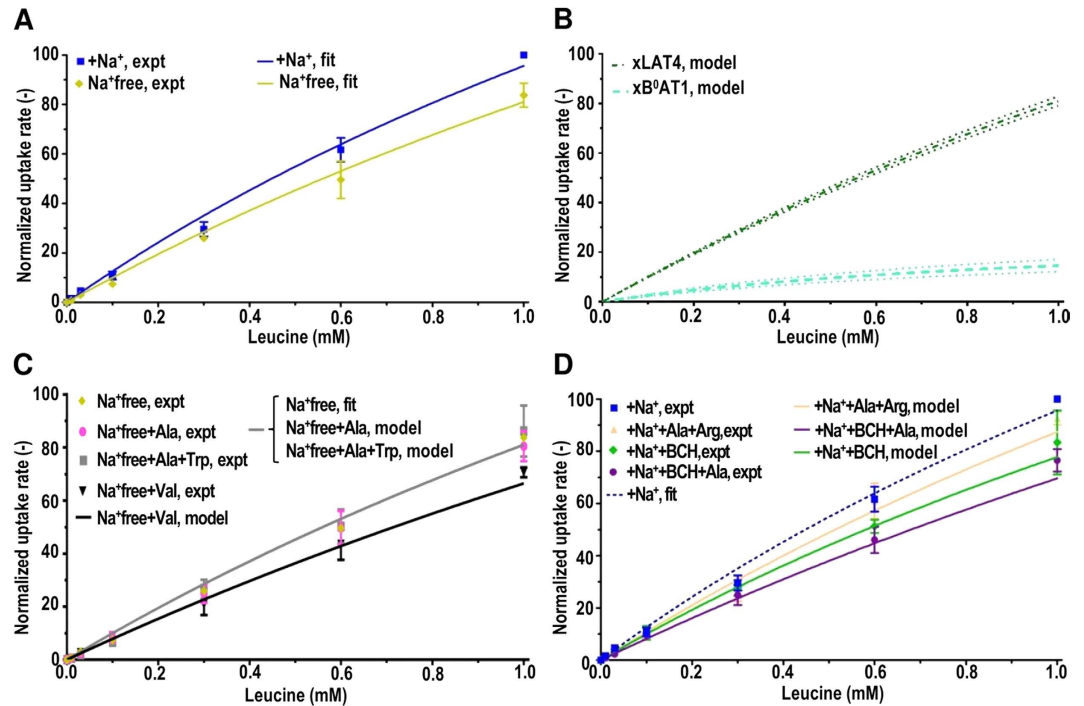 A
Normalized uptake rate (-)
100
80
60
40
20
0
+Na⁺, expt
Na⁺free, expt
+Na⁺, fit
Na⁺free, fit
0.0 0.2 0.4 0.6 0.8 1.0
Leucine (mM)
B
Normalized uptake rate (-)
100
80
60
40
20
0
xLAT4, model
xB⁰AT1, model
0.0 0.2 0.4 0.6 0.8 1.0
Leucine (mM)
C
Normalized uptake rate (-)
100
80
60
40
20
0
Na⁺free, expt
Na⁺free+Ala, expt
Na⁺free+Ala+Trp, expt
Na⁺free+Val, expt
Na⁺free+Val, model
Na⁺free, fit
Na⁺free+Ala, model
Na⁺free+Ala+Trp, model
0.0 0.2 0.4 0.6 0.8 1.0
Leucine (mM)
D
Normalized uptake rate (-)
100
80
60
40
20
0
+Na⁺, expt
+Na⁺+Ala+Arg,expt
+Na⁺+BCH,expt
+Na⁺+BCH+Ala,expt
+Na⁺, fit
+Na⁺+Ala+Arg,model
+Na⁺+BCH+Ala,model
+Na⁺+BCH,model
0.0 0.2 0.4 0.6 0.8 1.0
Leucine (mM)